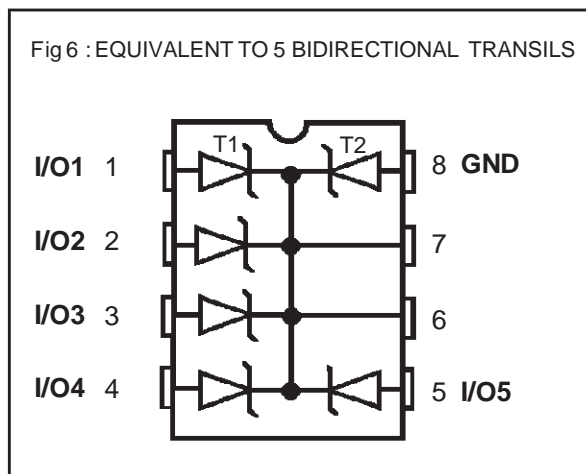 Fig 6 : EQUIVALENT TO 5 BIDIRECTIONAL TRANSILS
T1 T2
I/O1 1 8 GND
I/O2 2 7
I/O3 3 6
I/O4 4 5 I/O5